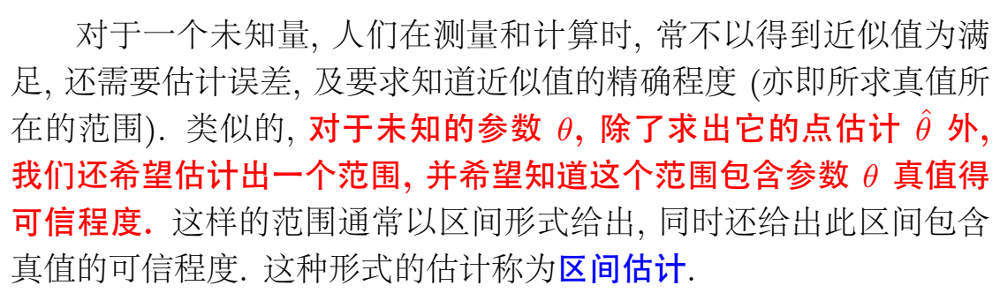 对于一个未知量, 人们在测量和计算时, 常不以得到近似值为满
足, 还需要估计误差, 及要求知道近似值的精确程度 (亦即所求真值所
在的范围). 类似的, 对于未知的参数 θ, 除了求出它的点估计 θ̂ 外,
我们还希望估计出一个范围, 并希望知道这个范围包含参数 θ 真值得
可信程度. 这样的范围通常以区间形式给出, 同时还给出此区间包含
真值的可信程度. 这种形式的估计称为区间估计.